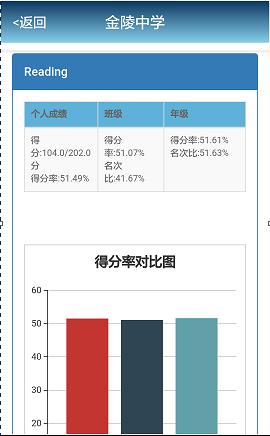 <返回 金陵中学
Reading
个人成绩 班级 年级
得
分:104.0/202.0
分
得分率:51.49%
得分
率:51.07%
名次
比:41.67%
得分率:51.61%
名次比:51.63%
得分率对比图
60
50
40
30
20